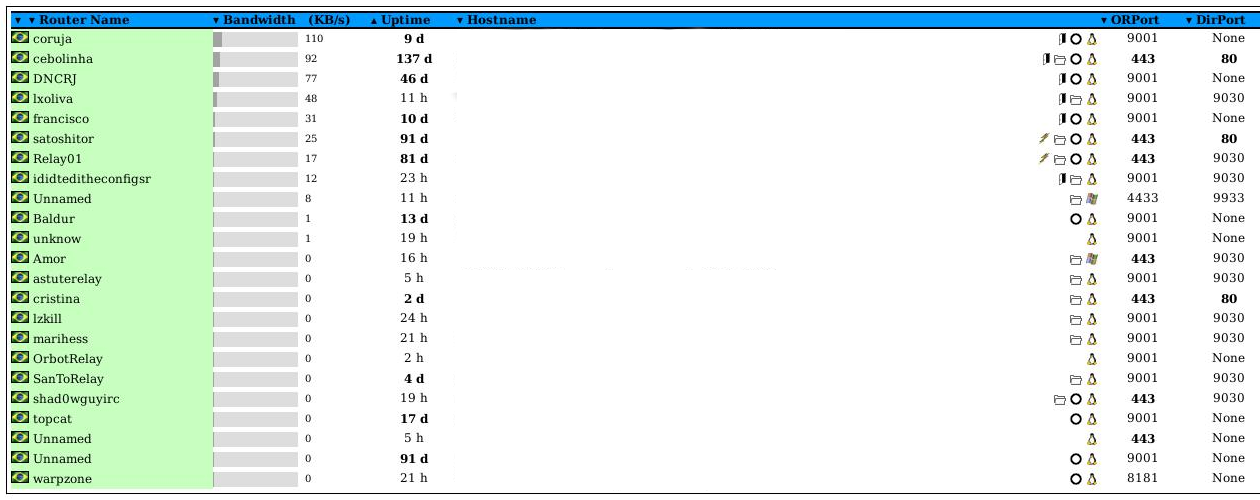 Router Name Bandwidth (KB/s) Uptime Hostname ORPort DirPort
coruja 110 9 d 9001 None
cebolinha 92 137 d 443 80
DNCRJ 77 46 d 9001 None
lxoliva 48 11 h 9001 9030
francisco 31 10 d 9001 None
satoshitor 25 91 d 443 80
Relay01 17 81 d 443 9030
ididteditheconfigsr 12 23 h 9001 9030
Unnamed 8 11 h 4433 9933
Baldur 1 13 d 9001 None
unknow 1 19 h 9001 None
Amor 0 16 h 443 9030
astuterelay 0 5 h 9001 9030
cristina 0 2 d 443 80
lzkill 0 24 h 9001 9030
marihess 0 21 h 9001 9030
OrbotRelay 0 2 h 9001 None
SanToRelay 0 4 d 9001 9030
shad0wguyirc 0 19 h 443 9030
topcat 0 17 d 9001 None
Unnamed 0 5 h 443 None
Unnamed 0 91 d 9001 None
warpzone 0 21 h 8181 None